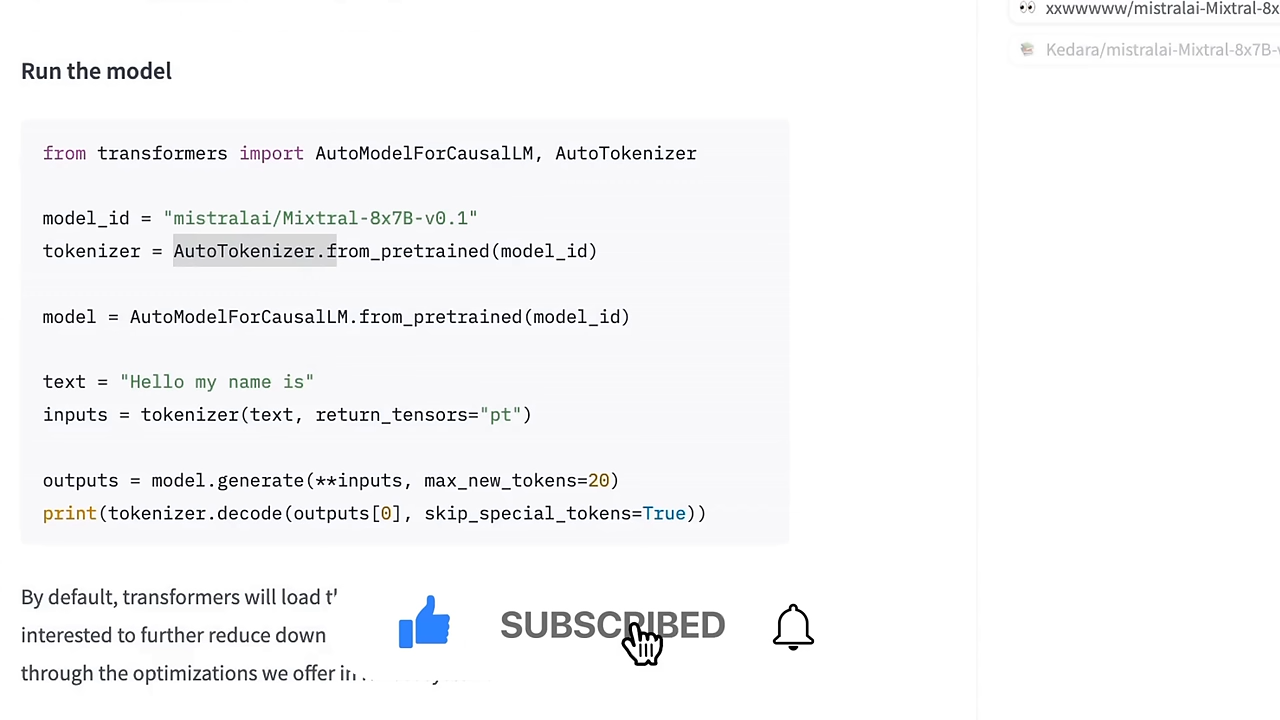 xxwwwww/mistralai-Mixtral-8x
Kedara/mistralai-Mixtral-8x7B-
Run the model
from transformers import AutoModelForCausalLM, AutoTokenizer
model_id = "mistralai/Mixtral-8x7B-v0.1"
tokenizer = AutoTokenizer.from_pretrained(model_id)
model = AutoModelForCausalLM.from_pretrained(model_id)
text = "Hello my name is"
inputs = tokenizer(text, return_tensors="pt")
outputs = model.generate(**inputs, max_new_tokens=20)
print(tokenizer.decode(outputs[0], skip_special_tokens=True))
By default, transformers will load
interested to further reduce down
through the optimizations we offer in
SUBSCRIBED